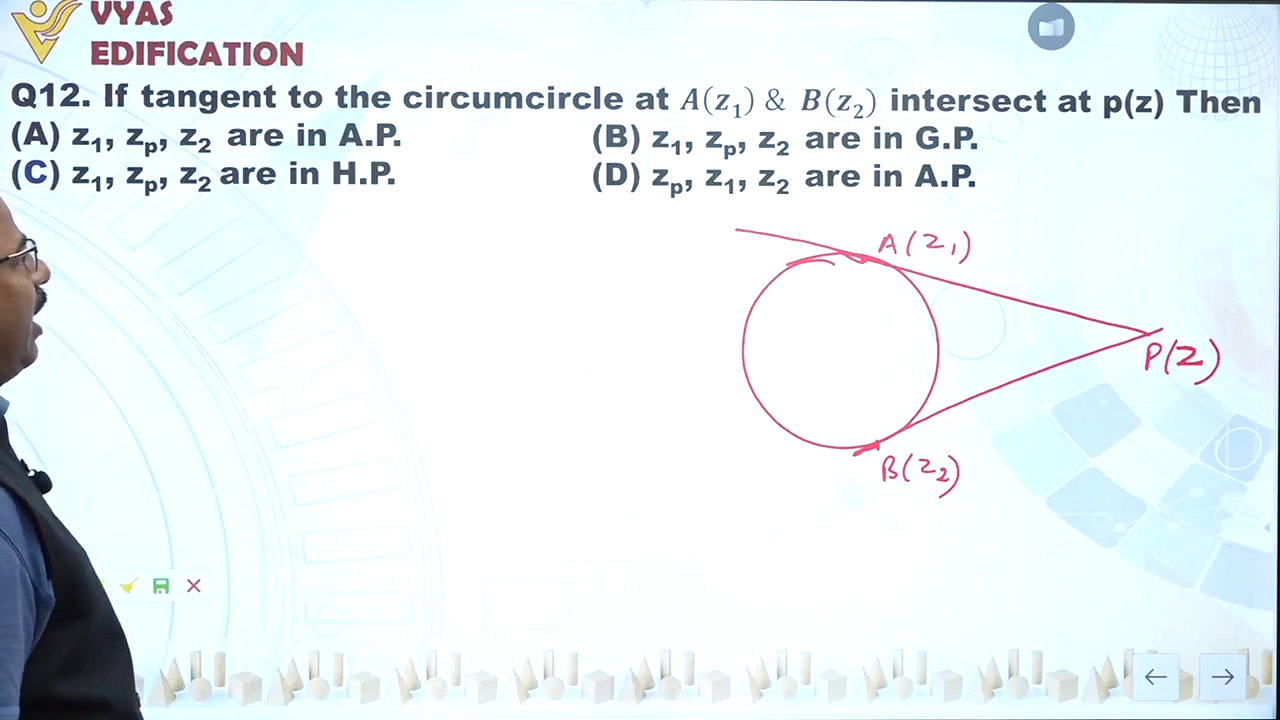 VYAS
EDIFICATION
Q12. If tangent to the circumcircle at A(z₁) & B(z₂) intersect at p(z) Then
(A) z₁, zₚ, z₂ are in A.P. (B) z₁, zₚ, z₂ are in G.P.
(C) z₁, zₚ, z₂ are in H.P. (D) zₚ, z₁, z₂ are in A.P.
A(z₁)
P(z)
B(z₂)